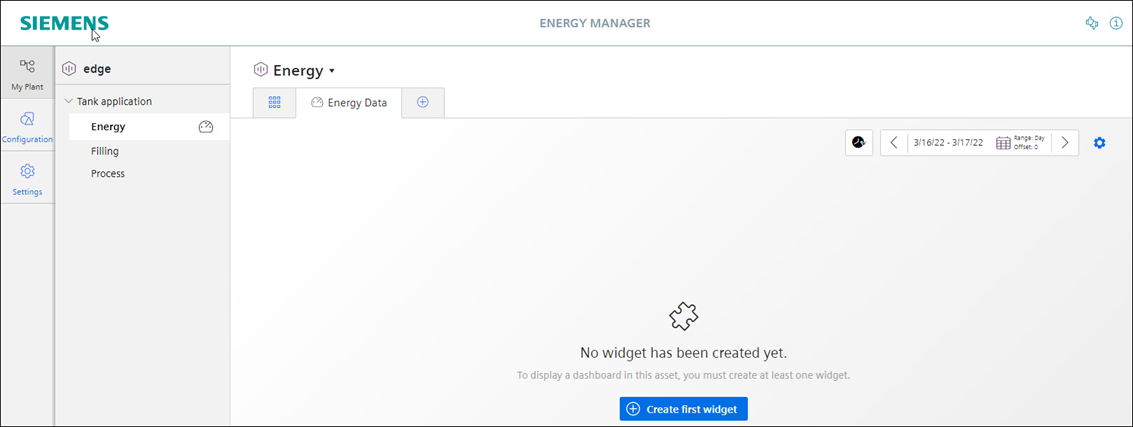 SIEMENS
ENERGY MANAGER
My Plant
Configuration
Settings
edge
Tank application
Energy
Filling
Process
Energy
Energy Data
3/16/22 - 3/17/22
Range: Day
Offset: 0
No widget has been created yet.
To display a dashboard in this asset, you must create at least one widget.
Create first widget